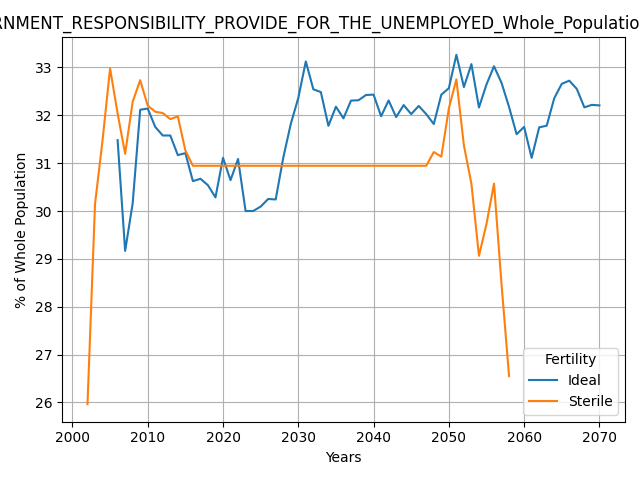 RNMENT_RESPONSIBILITY_PROVIDE_FOR_THE_UNEMPLOYED_Whole_Populatio
33
32
31
30
29
28
27
26
% of Whole Population
2000 2010 2020 2030 2040 2050 2060 2070
Years
Fertility
Ideal
Sterile